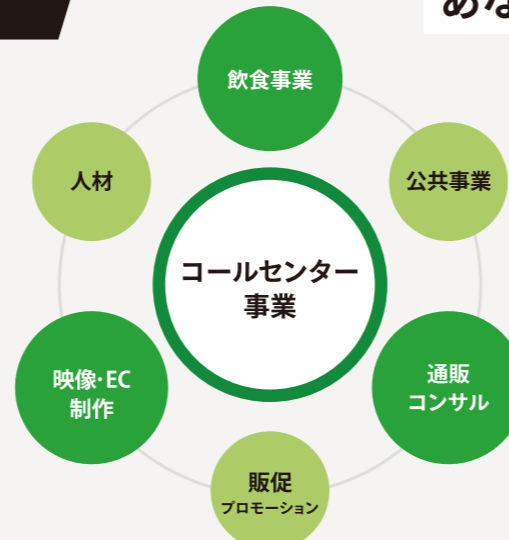 あな
飲食事業
人材
公共事業
コールセンター
事業
映像･EC
制作
通販
コンサル
販促
プロモーション